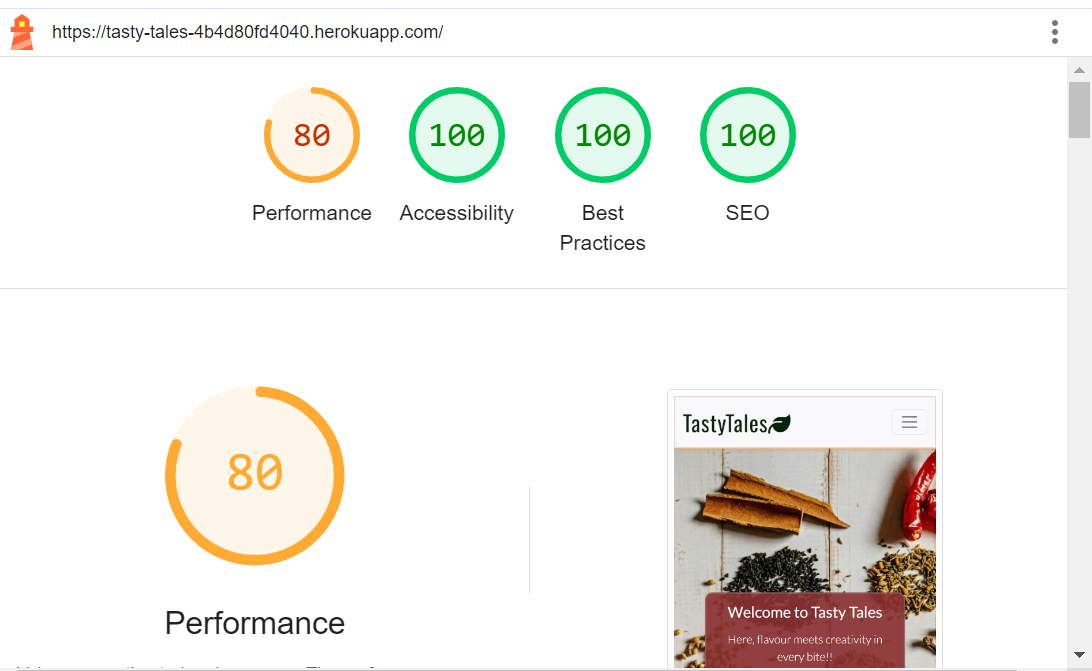 https://tasty-tales-4b4d80fd4040.herokuapp.com/
80
100
100
100
Performance
Accessibility
Best
Practices
SEO
80
Performance
TastyTales
Welcome to Tasty Tales
Here, flavour meets creativity in
every bite!!